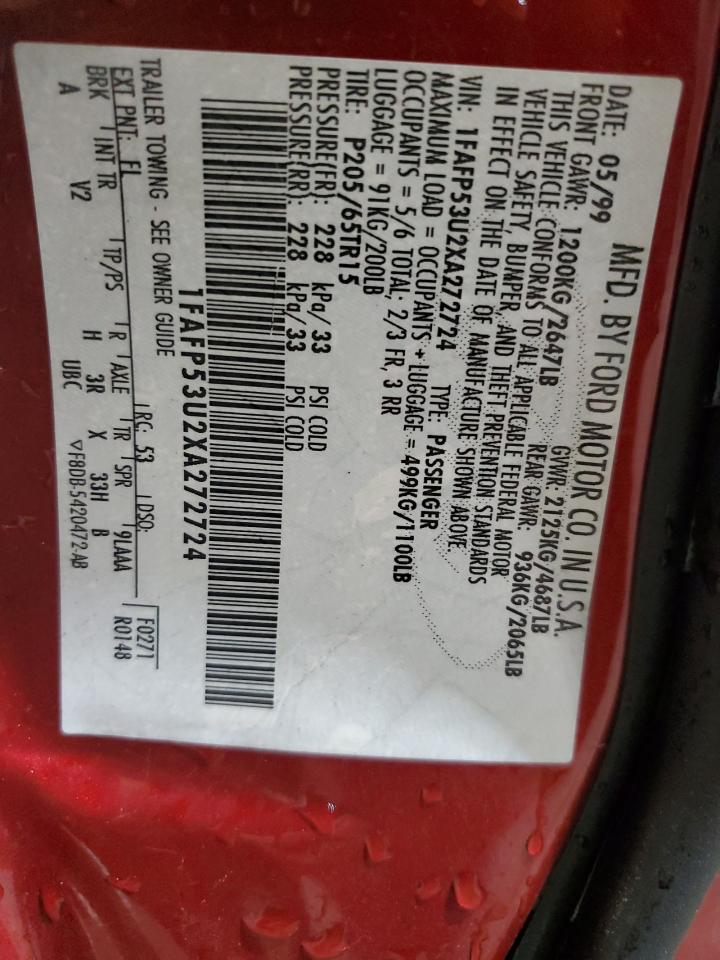 MFD. BY FORD MOTOR CO. IN U.S.A.
DATE: 05/99 GVWR: 2125KG/4687LB
FRONT GAWR: 1200KG/2647LB REAR GAWR: 936KG/2065LB
THIS VEHICLE CONFORMS TO ALL APPLICABLE FEDERAL MOTOR
VEHICLE SAFETY, BUMPER, AND THEFT PREVENTION STANDARDS
IN EFFECT ON THE DATE OF MANUFACTURE SHOWN ABOVE.
VIN: 1FAFP53U2XA272724 TYPE: PASSENGER
MAXIMUM LOAD = OCCUPANTS + LUGGAGE = 499KG/1100LB
OCCUPANTS = 5/6 TOTAL; 2/3 FR, 3 RR
LUGGAGE = 91KG/200LB
TIRE: P205/65TR15
PRESSURE(FR): 228 kPa/33 PSI COLD
PRESSURE(RR): 228 kPa/33 PSI COLD
1FAFP53U2XA272724
TRAILER TOWING - SEE OWNER GUIDE
EXT PNT: FL RC: 53 DSO: F0271
BRK INT TR TP/PS R AXLE TR SPR 9LAAA R0148
A V2 H 3R X 33H B
UBC ▽F8DB-5420472-AB